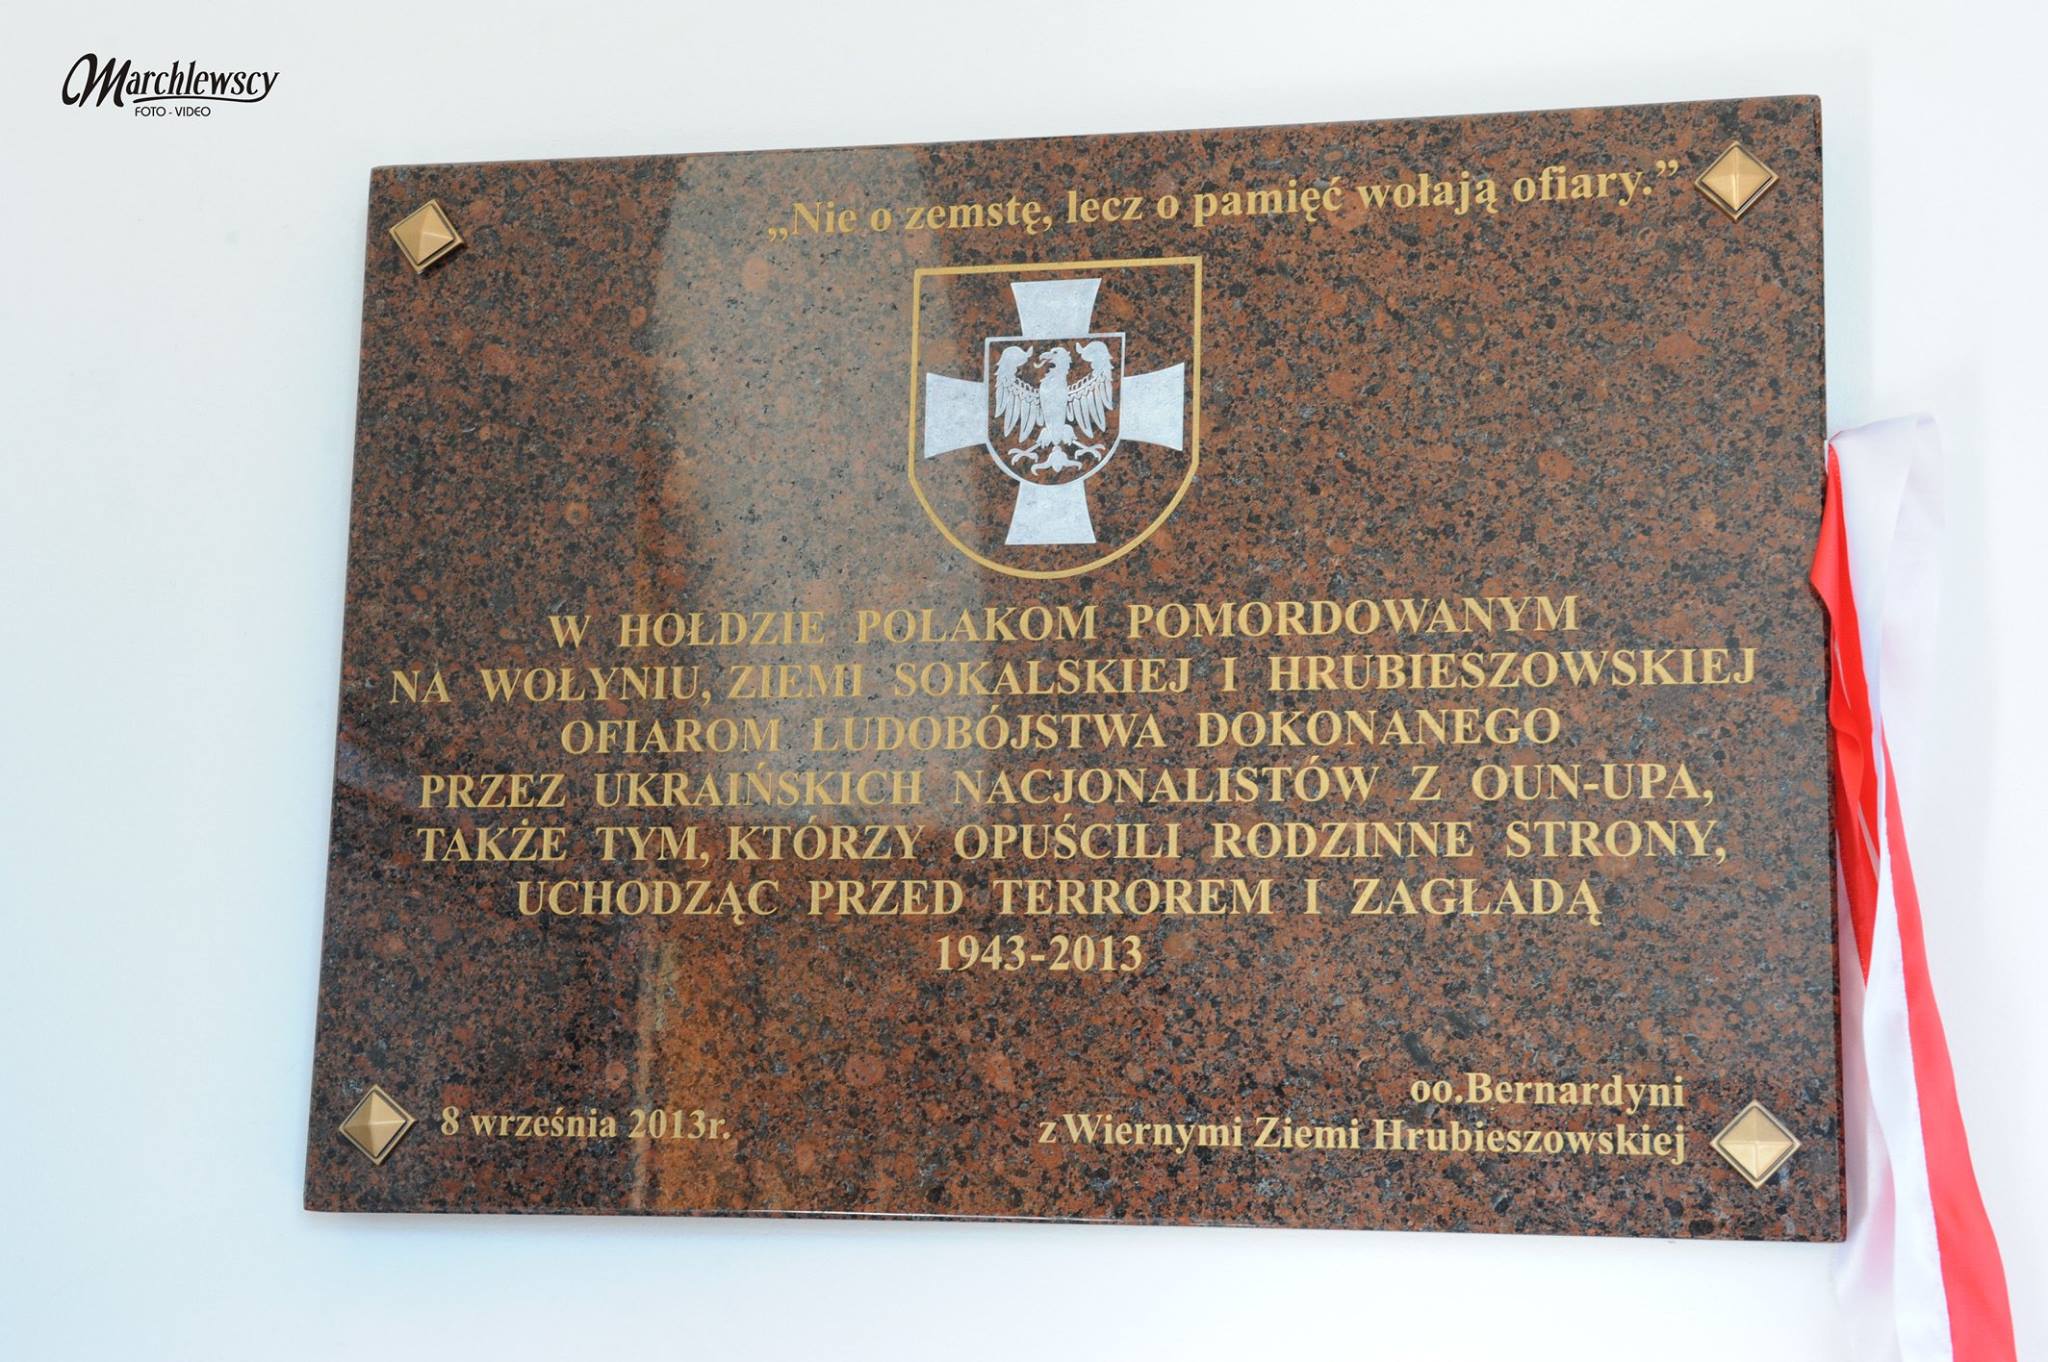 Marchlewscy
FOTO - VIDEO
„Nie o zemstę, lecz o pamięć wołają ofiary.”
W HOŁDZIE POLAKOM POMORDOWANYM
NA WOŁYNIU, ZIEMI SOKALSKIEJ I HRUBIESZOWSKIEJ
OFIAROM LUDOBÓJSTWA DOKONANEGO
PRZEZ UKRAIŃSKICH NACJONALISTÓW Z OUN-UPA,
TAKŻE TYM, KTÓRZY OPUŚCILI RODZINNE STRONY,
UCHODZĄC PRZED TERROREM I ZAGŁADĄ
1943-2013
8 września 2013r.
oo.Bernardyni
z Wiernymi Ziemi Hrubieszowskiej